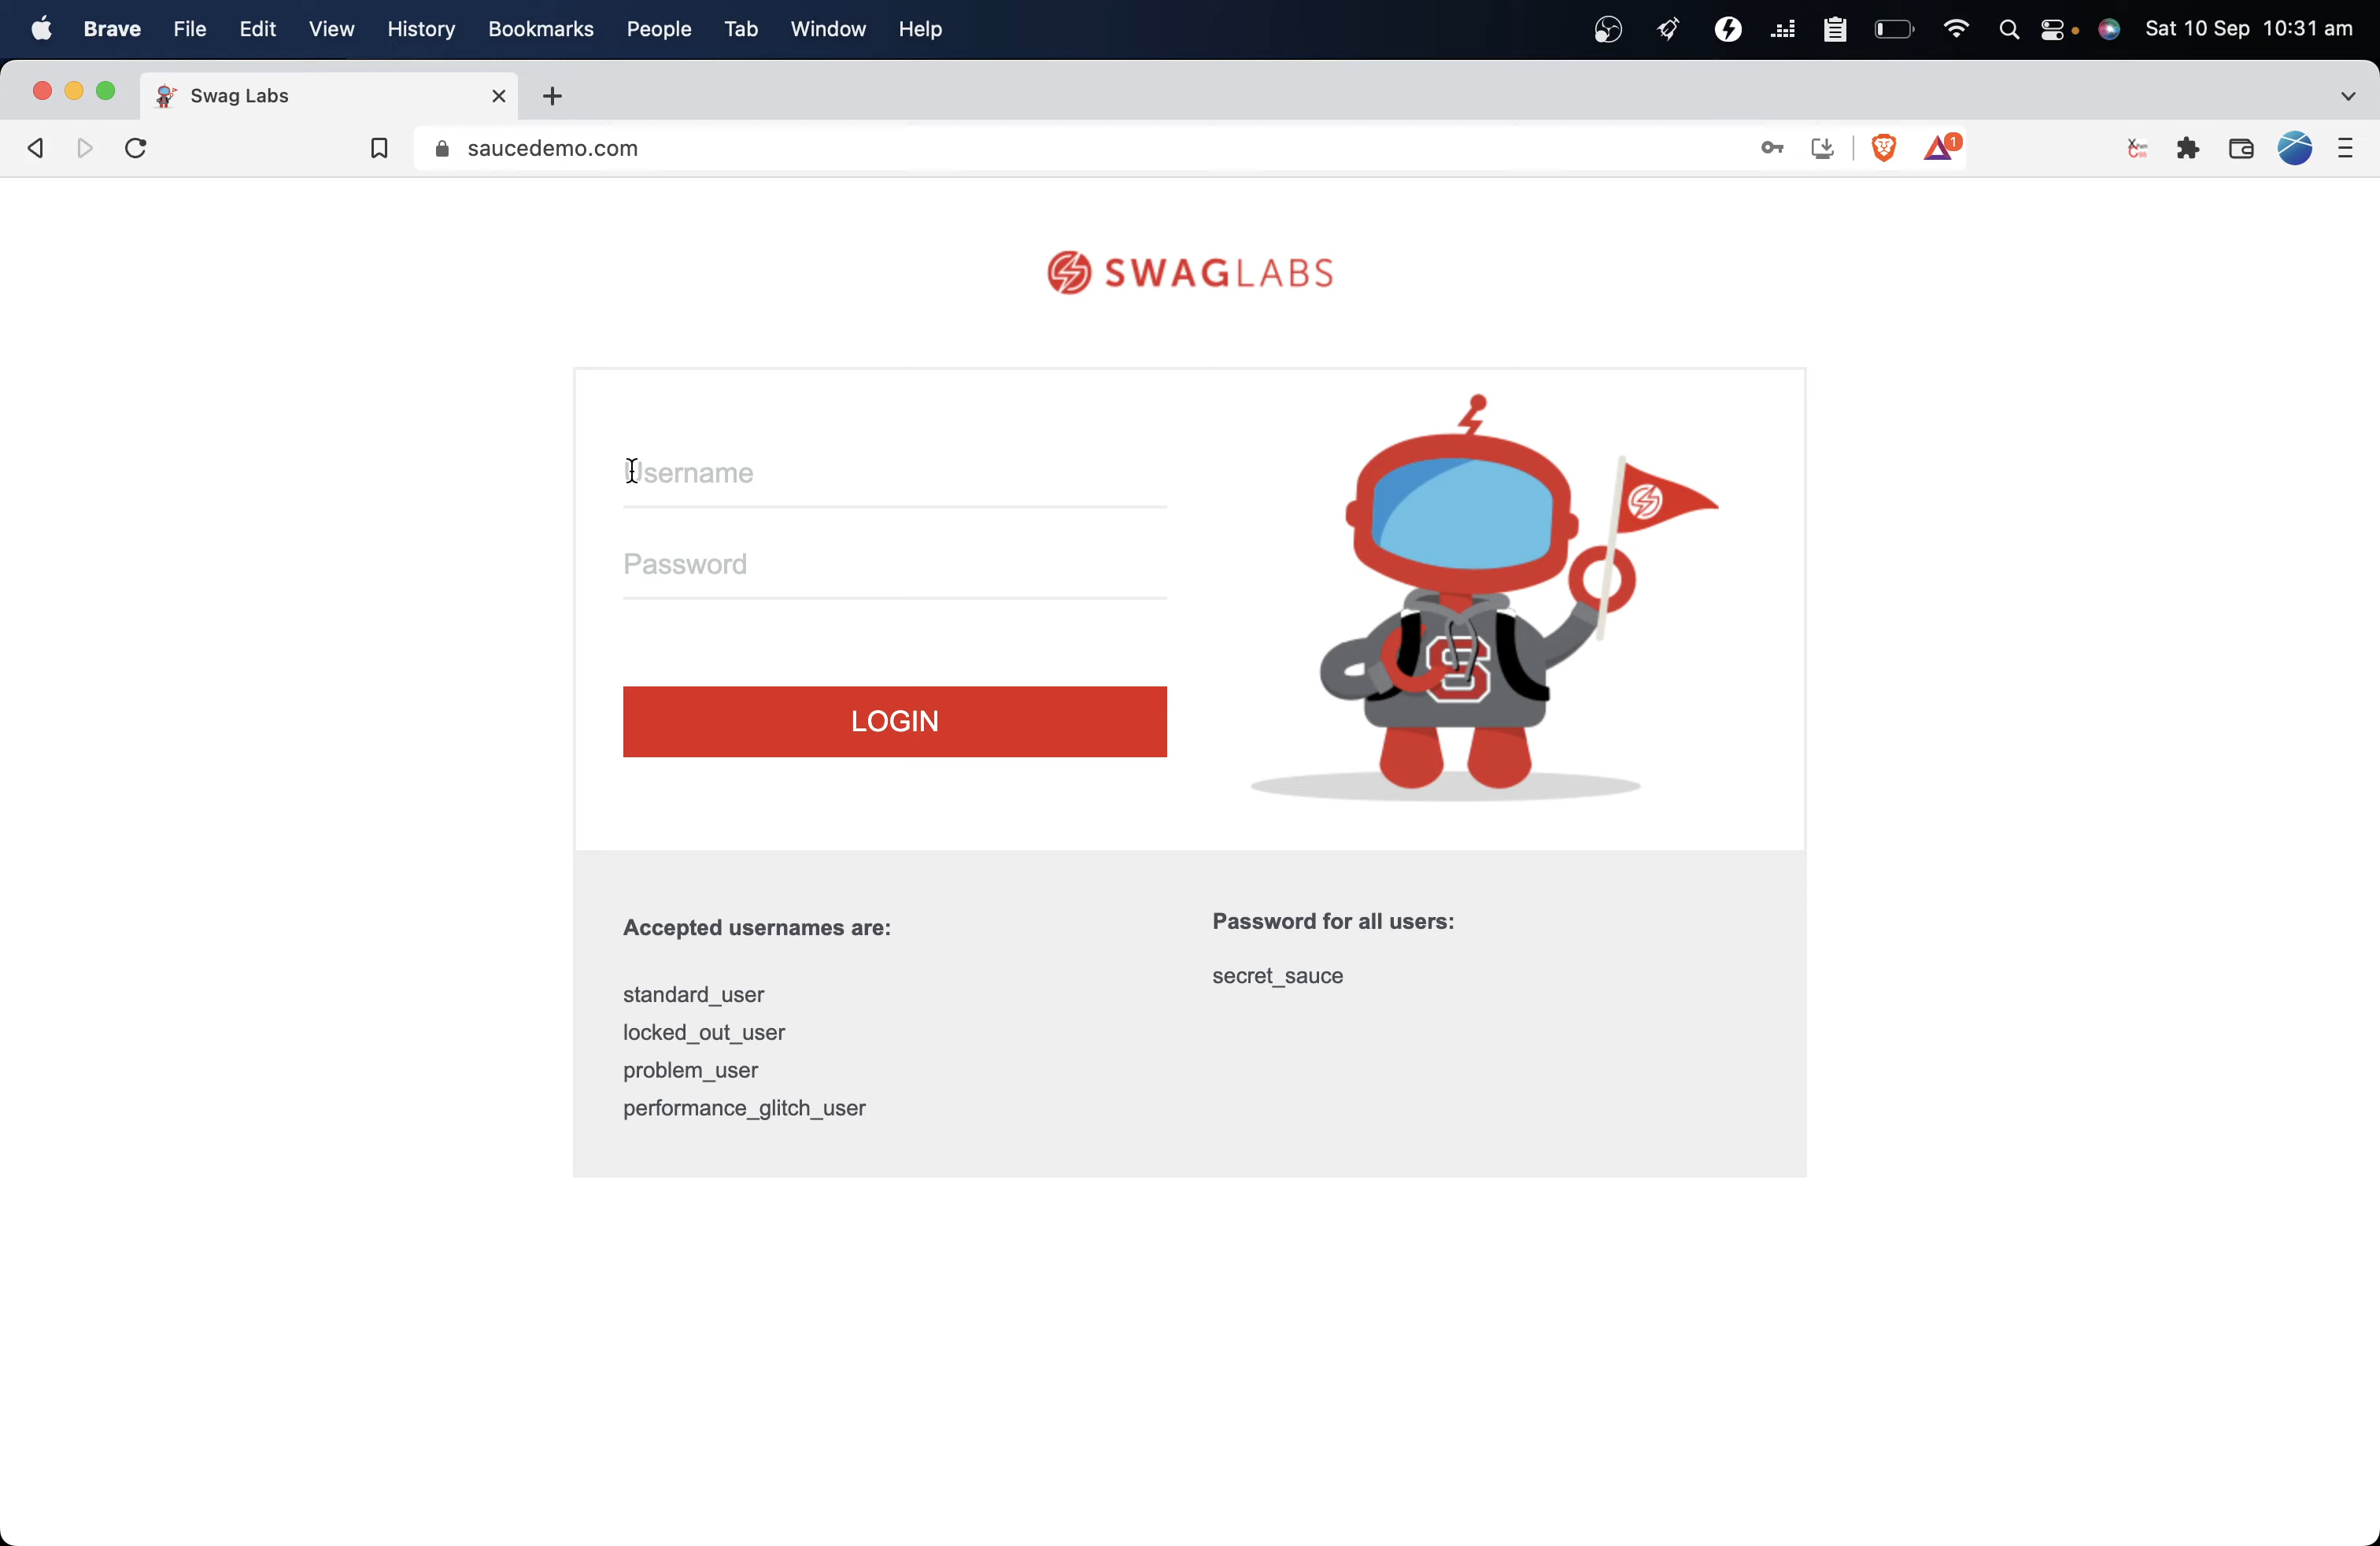 Brave File Edit View History Bookmarks People Tab Window Help Sat 10 Sep 10:31 am
Swag Labs
saucedemo.com 1
SWAGLABS
Username
Password
S
LOGIN
Accepted usernames are:
standard_user
locked_out_user
problem_user
performance_glitch_user
Password for all users:
secret_sauce